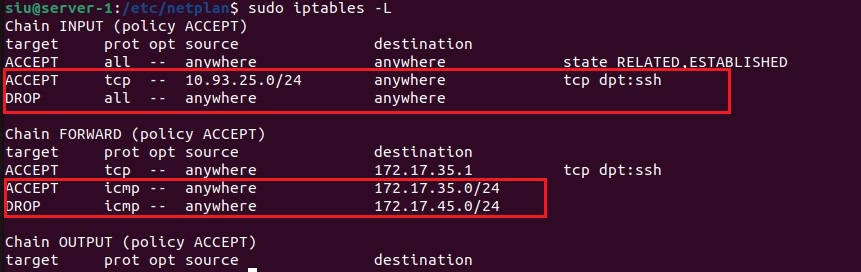 siu@server-1:/etc/netplan$ sudo iptables -L
Chain INPUT (policy ACCEPT)
target     prot opt source               destination
ACCEPT     all  --  anywhere             anywhere             state RELATED,ESTABLISHED
ACCEPT     tcp  --  10.93.25.0/24        anywhere             tcp dpt:ssh
DROP       all  --  anywhere             anywhere
Chain FORWARD (policy ACCEPT)
target     prot opt source               destination
ACCEPT     tcp  --  anywhere             172.17.35.1          tcp dpt:ssh
ACCEPT     icmp --  anywhere             172.17.35.0/24
DROP       icmp --  anywhere             172.17.45.0/24
Chain OUTPUT (policy ACCEPT)
target     prot opt source               destination